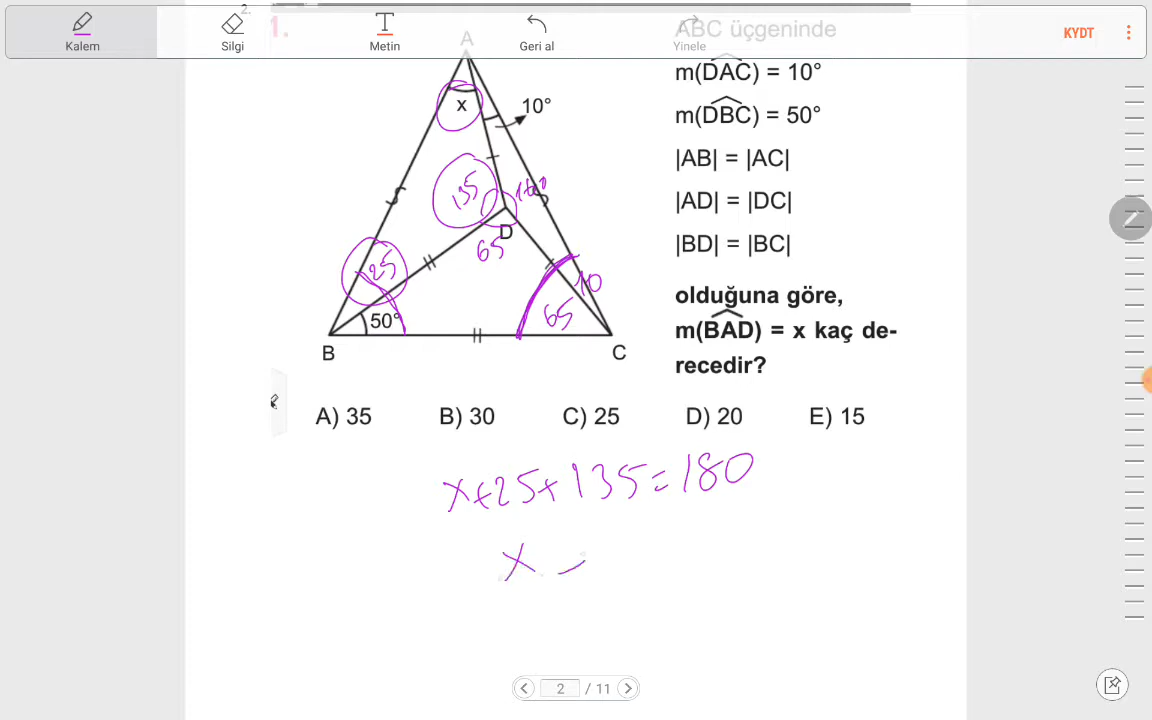 2.
Kalem
Silgi
Metin
Geri al
Yinele
KYDT
1.
ABC üçgeninde
A
m(DAC) = 10°
x
10°
m(DBC) = 50°
|AB| = |AC|
135
160
|AD| = |DC|
D
65
|BD| = |BC|
25
10
olduğuna göre,
50°
65
m(BAD) = x kaç de-
B
C
recedir?
A) 35 B) 30 C) 25 D) 20 E) 15
x+25+135=180
x =
2 / 11